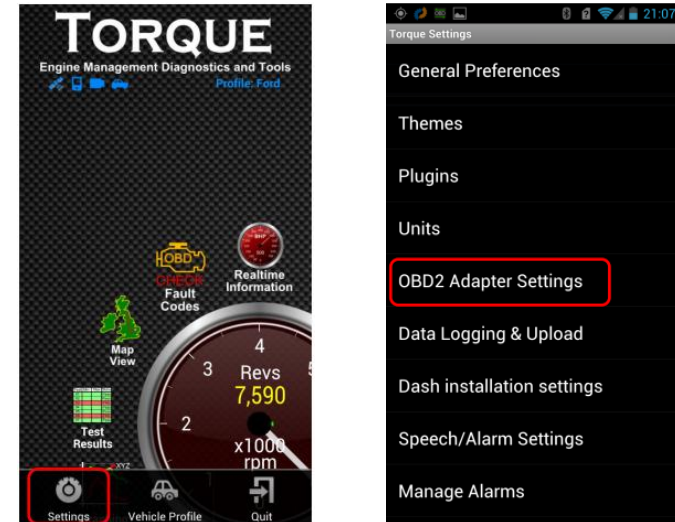 TORQUE
Engine Management Diagnostics and Tools
Profile: Ford
OBD
CHECK
Fault
Codes
Realtime
Information
Map
View
Test
Results
XYZ
2
3
4
Revs
7,590
x1000
rpm
Settings
Vehicle Profile
Quit
21:07
Torque Settings
General Preferences
Themes
Plugins
Units
OBD2 Adapter Settings
Data Logging & Upload
Dash installation settings
Speech/Alarm Settings
Manage Alarms